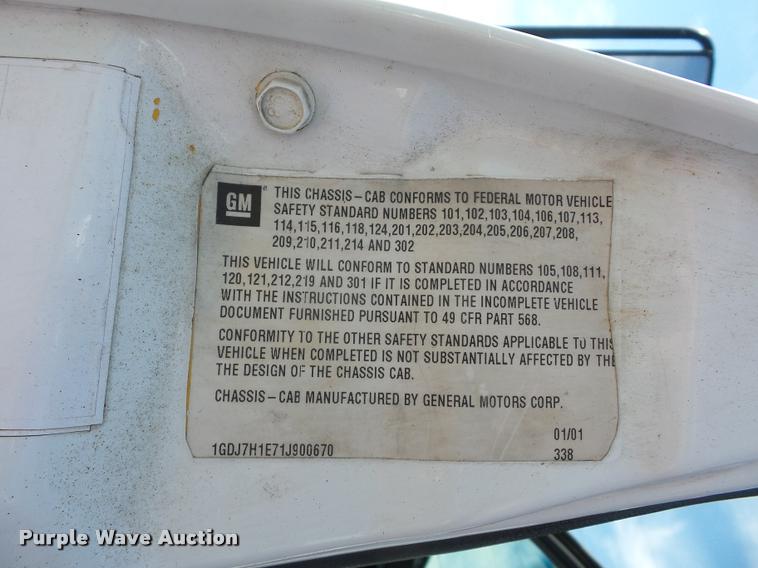 GM
THIS CHASSIS-CAB CONFORMS TO FEDERAL MOTOR VEHICLE
SAFETY STANDARD NUMBERS 101,102,103,104,106,107,113,
114,115,116,118,124,201,202,203,204,205,206,207,208,
209,210,211,214 AND 302
THIS VEHICLE WILL CONFORM TO STANDARD NUMBERS 105,108,111,
120,121,212,219 AND 301 IF IT IS COMPLETED IN ACCORDANCE
WITH THE INSTRUCTIONS CONTAINED IN THE INCOMPLETE VEHICLE
DOCUMENT FURNISHED PURSUANT TO 49 CFR PART 568.
CONFORMITY TO THE OTHER SAFETY STANDARDS APPLICABLE TO THIS
VEHICLE WHEN COMPLETED IS NOT SUBSTANTIALLY AFFECTED BY THE
THE DESIGN OF THE CHASSIS CAB.
CHASSIS-CAB MANUFACTURED BY GENERAL MOTORS CORP.
01/01
1GDJ7H1E71J900670 338
Purple Wave Auction